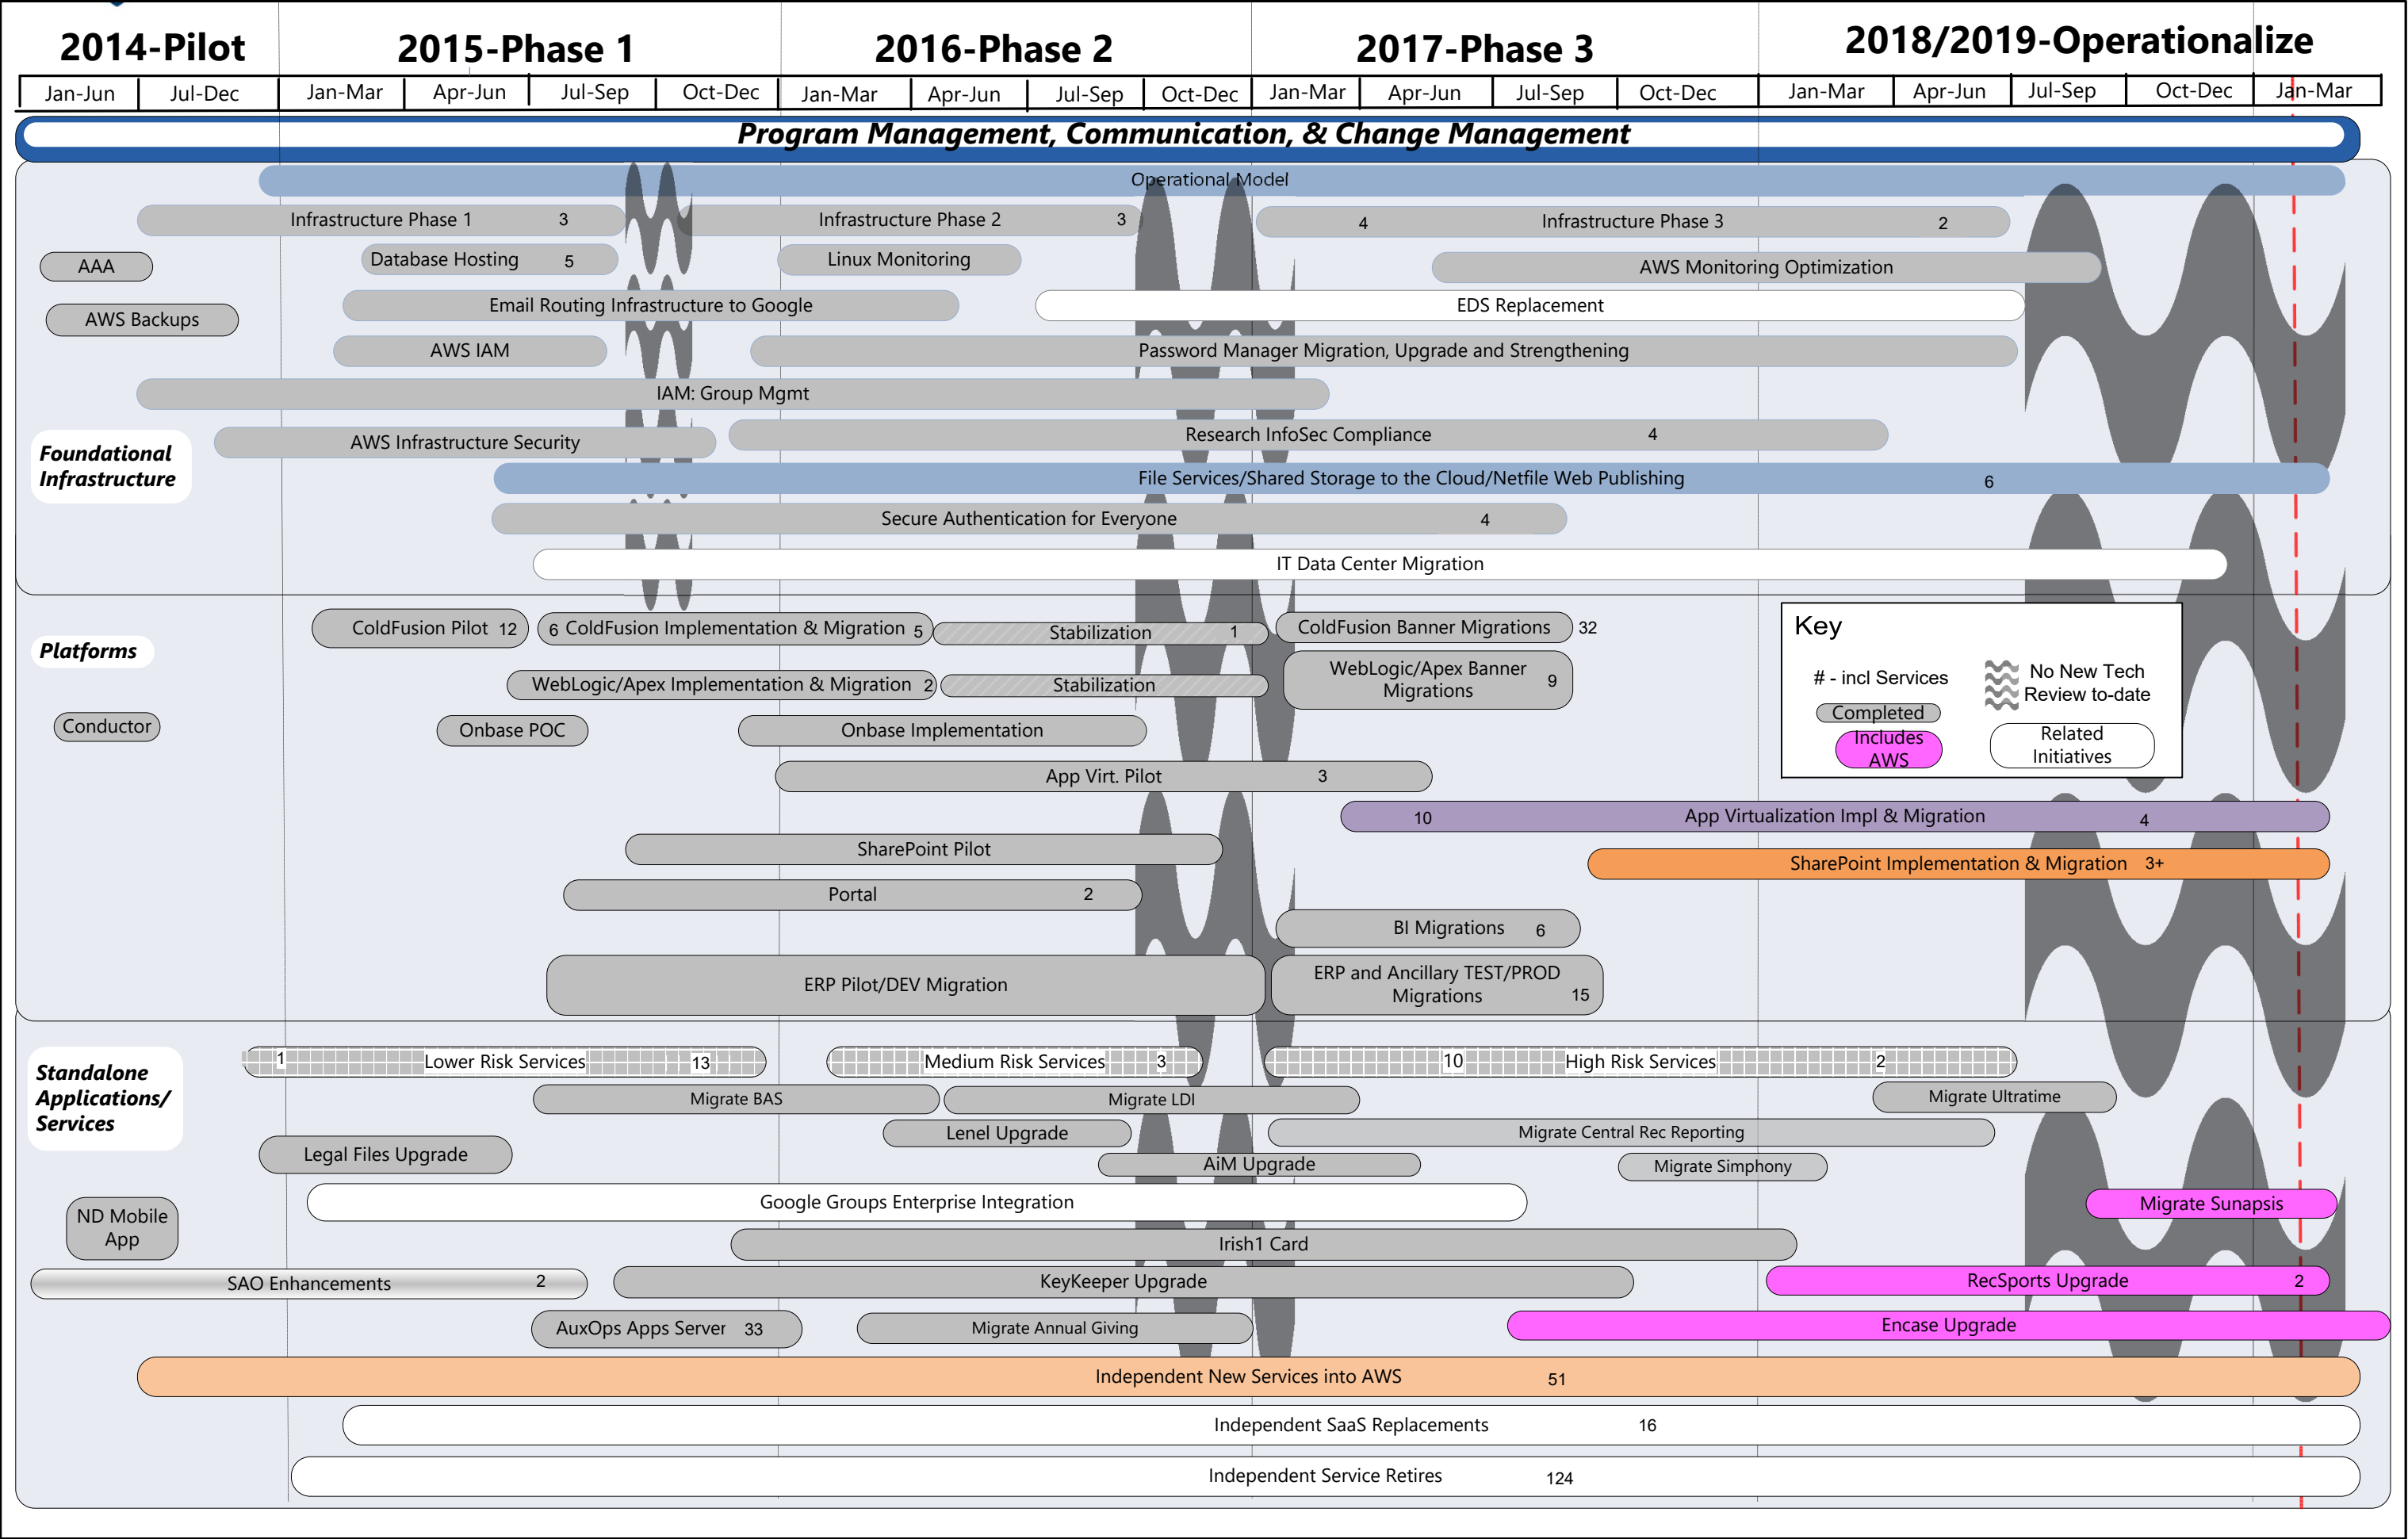 2014-Pilot
2015-Phase 1
2016-Phase 2
2017-Phase 3
2018/2019-Operationalize
Jan-Jun
Jul-Dec
Jan-Mar
Apr-Jun
Jul-Sep
Oct-Dec
Jan-Mar
Apr-Jun
Jul-Sep
Oct-Dec
Jan-Mar
Apr-Jun
Jul-Sep
Oct-Dec
Jan-Mar
Apr-Jun
Jul-Sep
Oct-Dec
Jan-Mar
Program Management, Communication, & Change Management
Operational Model
Infrastructure Phase 1 3
Infrastructure Phase 2 3
4 Infrastructure Phase 3 2
AAA
Database Hosting 5
Linux Monitoring
AWS Monitoring Optimization
AWS Backups
Email Routing Infrastructure to Google
EDS Replacement
AWS IAM
Password Manager Migration, Upgrade and Strengthening
IAM: Group Mgmt
AWS Infrastructure Security
Research InfoSec Compliance 4
Foundational
Infrastructure
File Services/Shared Storage to the Cloud/Netfile Web Publishing 6
Secure Authentication for Everyone 4
IT Data Center Migration
Platforms
ColdFusion Pilot 12
6 ColdFusion Implementation & Migration 5
Stabilization 1
ColdFusion Banner Migrations 32
WebLogic/Apex Implementation & Migration 2
Stabilization
WebLogic/Apex Banner
Migrations 9
Key
# - incl Services
No New Tech
Review to-date
Completed
Includes
AWS
Related
Initiatives
Conductor
Onbase POC
Onbase Implementation
App Virt. Pilot 3
10 App Virtualization Impl & Migration 4
SharePoint Pilot
SharePoint Implementation & Migration 3+
Portal 2
BI Migrations 6
ERP Pilot/DEV Migration
ERP and Ancillary TEST/PROD
Migrations 15
Standalone
Applications/
Services
1 Lower Risk Services 13
Medium Risk Services 3
10 High Risk Services 2
Migrate BAS
Migrate LDI
Migrate Ultratime
Lenel Upgrade
Migrate Central Rec Reporting
Legal Files Upgrade
AiM Upgrade
Migrate Simphony
Google Groups Enterprise Integration
Migrate Sunapsis
ND Mobile
App
Irish1 Card
SAO Enhancements 2
KeyKeeper Upgrade
RecSports Upgrade 2
AuxOps Apps Server 33
Migrate Annual Giving
Encase Upgrade
Independent New Services into AWS 51
Independent SaaS Replacements 16
Independent Service Retires 124